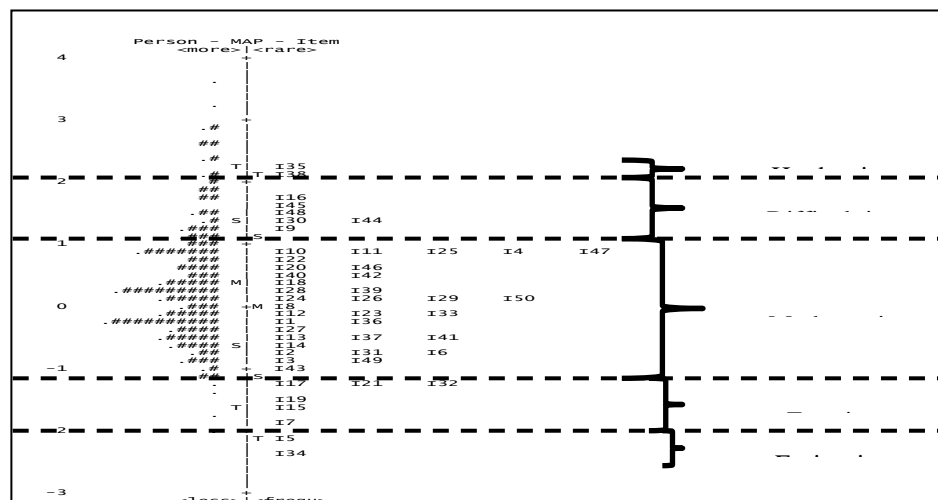 Person - MAP - Item
<more>|<rare>
4 +
.
.
3 +
.#
##
.#
T I35
.# T I38
2 +
##
## I16
I45
.# I48
# S I30 I44
.### I9
### S
1 ### +
.####### I10 I11 I25 I4 I47
### I22
#### I20 I46
### I40 I42
.#### M I18
.######## I28 I39
.### I24 I26 I29 I50
0 ### M I8
.#### I12 I23 I33
.######### I1 I36
.### I27
.#### I13 I37 I41
.#### S I14
.## I2 I31 I6
.### I3 I49
-1 # + I43
.## S
. I17 I21 I32
.
I19
T I15
.
I7
2
T I5
I34
-3 +